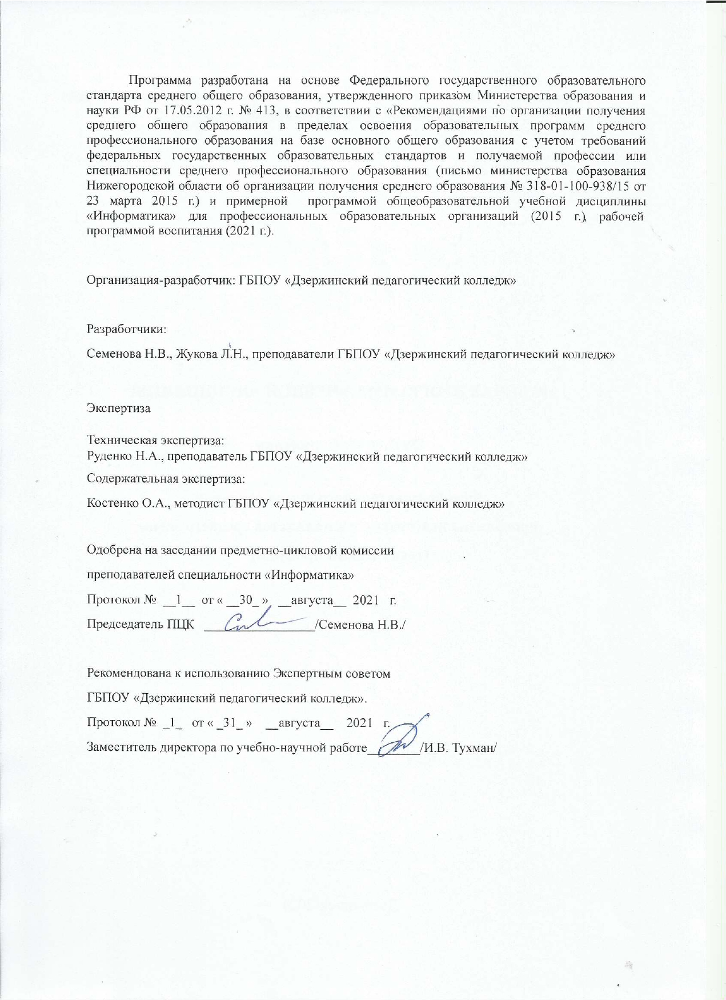 Программа разработана на основе Федерального государственного образовательного
стандарта среднего общего образования, утвержденного приказом Министерства образования и
науки РФ от 17.05.2012 г. № 413, в соответствии с «Рекомендациями по организации получения
среднего общего образования в пределах освоения образовательных программ среднего
профессионального образования на базе основного общего образования с учетом требований
федеральных государственных образовательных стандартов и получаемой профессии или
специальности среднего профессионального образования (письмо министерства образования
Нижегородской области об организации получения среднего образования № 318-01-100-938/15 от
23 марта 2015 г.) и примерной программой общеобразовательной учебной дисциплины
«Информатика» для профессиональных образовательных организаций (2015 г.), рабочей
программой воспитания (2021 г.).
Организация-разработчик: ГБПОУ «Дзержинский педагогический колледж»
Разработчики:
Семенова Н.В., Жукова Л.Н., преподаватели ГБПОУ «Дзержинский педагогический колледж»
Экспертиза
Техническая экспертиза:
Руденко Н.А., преподаватель ГБПОУ «Дзержинский педагогический колледж»
Содержательная экспертиза:
Костенко О.А., методист ГБПОУ «Дзержинский педагогический колледж»
Одобрена на заседании предметно-цикловой комиссии
преподавателей специальности «Информатика»
Протокол № __1__ от « __30_ » __августа__ 2021 г.
Председатель ПЦК _________________/Семенова Н.В./
Рекомендована к использованию Экспертным советом
ГБПОУ «Дзержинский педагогический колледж».
Протокол № _1_ от « _31_ » __августа__ 2021 г.
Заместитель директора по учебно-научной работе________/И.В. Тухман/